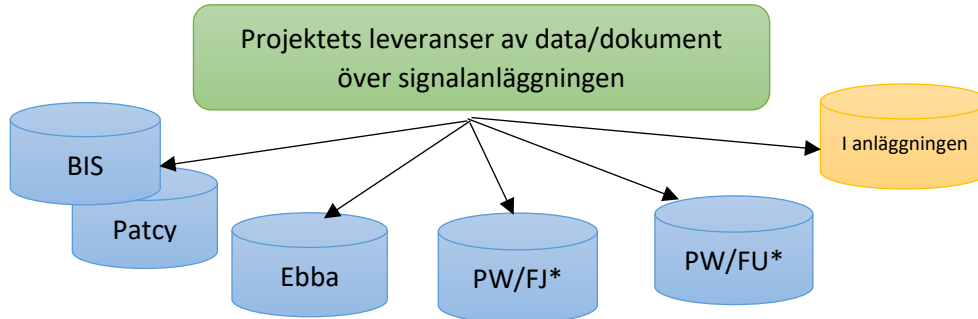 Projektets leveranser av data/dokument
över signalanläggningen
I anläggningen
BIS
Patcy
Ebba
PW/FJ*
PW/FU*